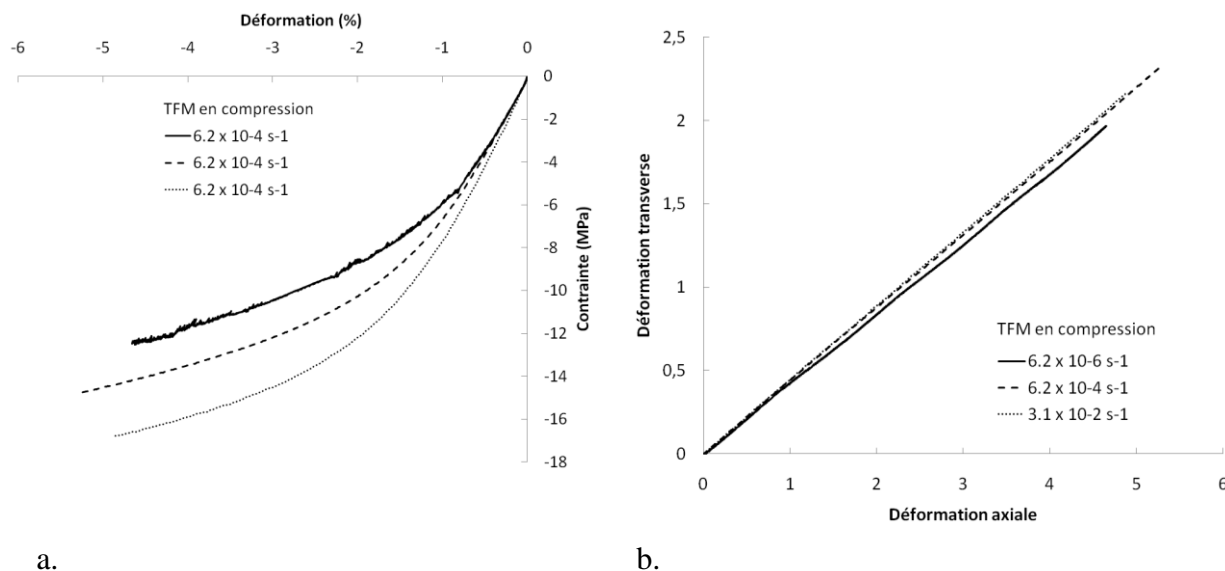 Déformation (%)
-6 -5 -4 -3 -2 -1 0
0
-2
-4
-6
-8
-10
-12
-14
-16
-18
Contrainte (MPa)
TFM en compression
6.2 x 10-4 s-1
6.2 x 10-4 s-1
6.2 x 10-4 s-1
a.
2,5
2
1,5
1
0,5
0
Déformation transverse
TFM en compression
6.2 x 10-6 s-1
6.2 x 10-4 s-1
3.1 x 10-2 s-1
0 1 2 3 4 5 6
Déformation axiale
b.